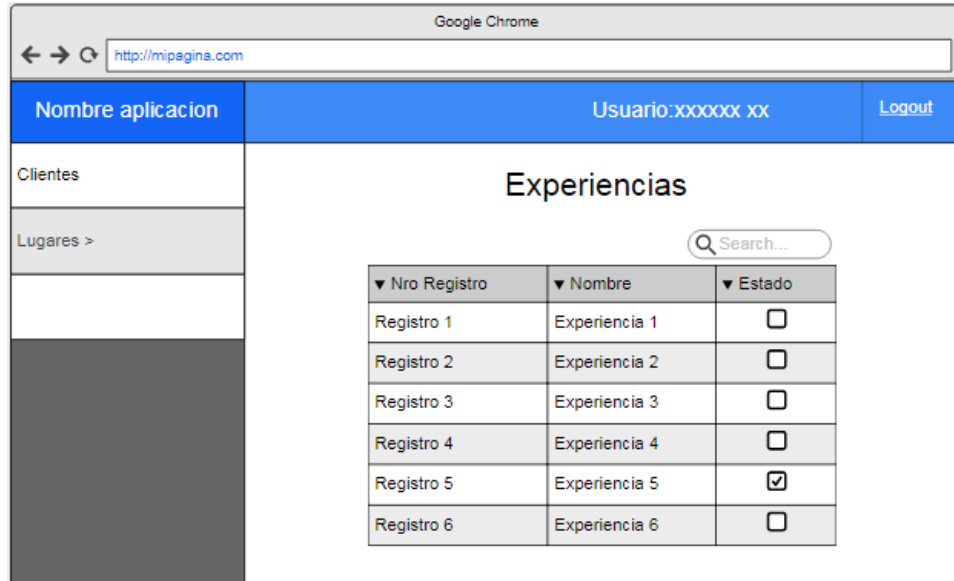 Google Chrome
http://mipagina.com
Nombre aplicacion
Usuario:xxxxxx xx
Logout
Clientes
Lugares >
Experiencias
Search...
▼ Nro Registro ▼ Nombre ▼ Estado
Registro 1 Experiencia 1
Registro 2 Experiencia 2
Registro 3 Experiencia 3
Registro 4 Experiencia 4
Registro 5 Experiencia 5
Registro 6 Experiencia 6